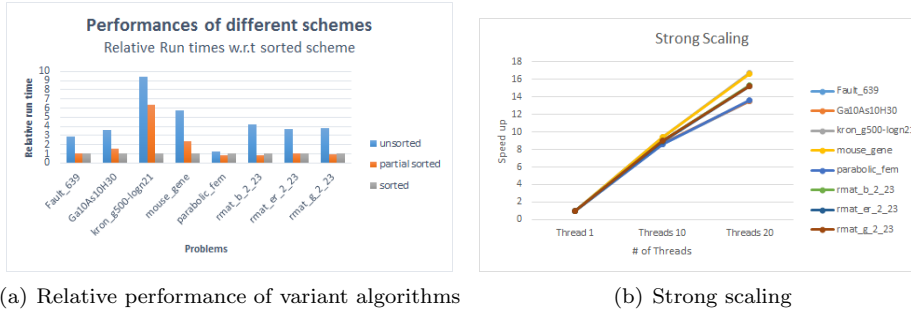 Performances of different schemes
Relative Run times w.r.t sorted scheme
Relative run time
10
9
8
7
6
5
4
3
2
1
0
Fault_639
Ga10As10H30
kron_g500-logn21
mouse_gene
parabolic_fem
rmat_b_2_23
rmat_er_2_23
rmat_g_2_23
Problems
unsorted
partial sorted
sorted
Strong Scaling
Speed up
18
16
14
12
10
8
6
4
2
0
Thread 1
Threads 10
Threads 20
# of Threads
Fault_639
Ga10As10H30
kron_g500-logn21
mouse_gene
parabolic_fem
rmat_b_2_23
rmat_er_2_23
rmat_g_2_23
(a) Relative performance of variant algorithms
(b) Strong scaling